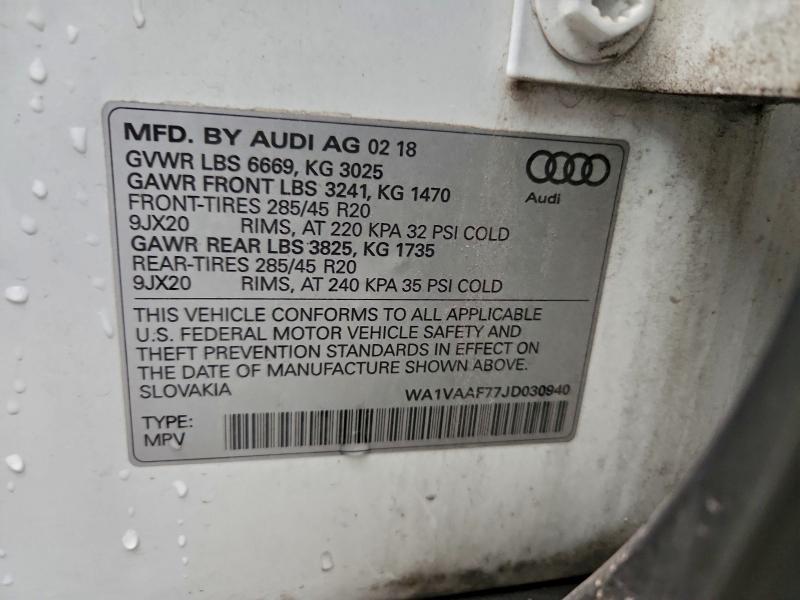 MFD. BY AUDI AG 02 18
GVWR LBS 6669, KG 3025
GAWR FRONT LBS 3241, KG 1470
FRONT-TIRES 285/45 R20
9JX20 RIMS, AT 220 KPA 32 PSI COLD
GAWR REAR LBS 3825, KG 1735
REAR-TIRES 285/45 R20
9JX20 RIMS, AT 240 KPA 35 PSI COLD
Audi
THIS VEHICLE CONFORMS TO ALL APPLICABLE
U.S. FEDERAL MOTOR VEHICLE SAFETY AND
THEFT PREVENTION STANDARDS IN EFFECT ON
THE DATE OF MANUFACTURE SHOWN ABOVE.
SLOVAKIA WA1VAAF77JD030940
TYPE:
MPV